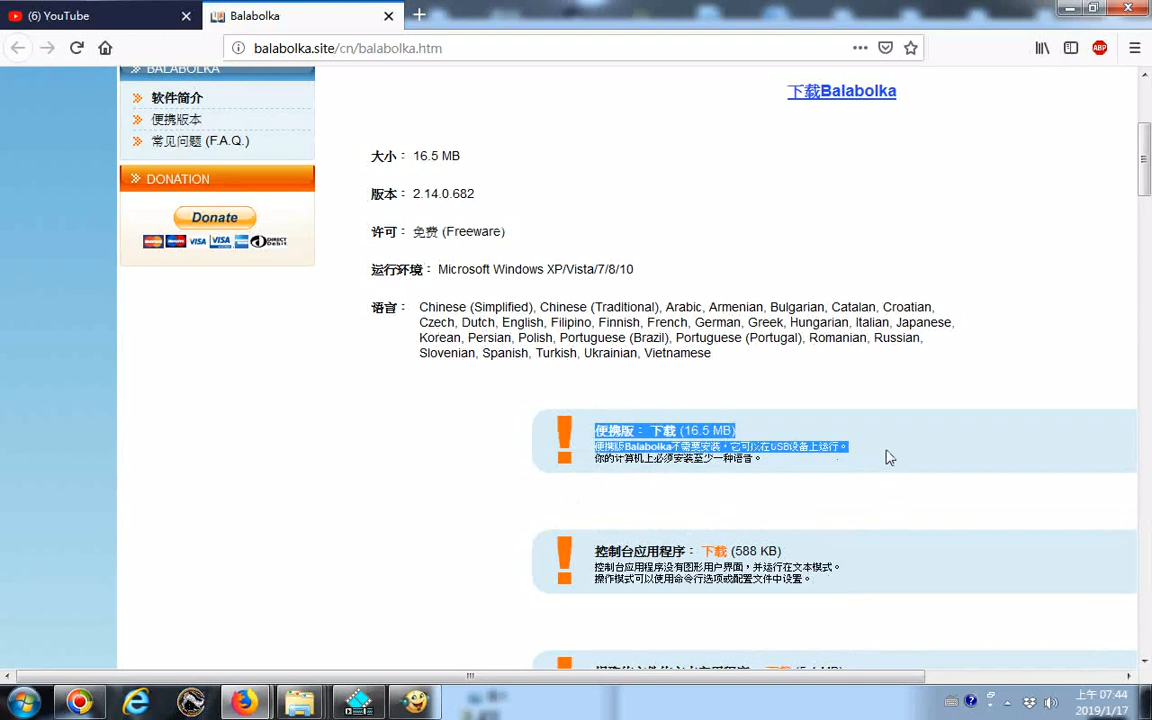 (6) YouTube
Balabolka
balabolka.site/cn/balabolka.htm
ABP
BALABOLKA
软件简介
便携版本
常见问题 (F.A.Q.)
DONATION
Donate
VISA VISA DIRECT Debit
下载Balabolka
大小： 16.5 MB
版本： 2.14.0.682
许可： 免费 (Freeware)
运行环境： Microsoft Windows XP/Vista/7/8/10
语言： Chinese (Simplified), Chinese (Traditional), Arabic, Armenian, Bulgarian, Catalan, Croatian,
Czech, Dutch, English, Filipino, Finnish, French, German, Greek, Hungarian, Italian, Japanese,
Korean, Persian, Polish, Portuguese (Brazil), Portuguese (Portugal), Romanian, Russian,
Slovenian, Spanish, Turkish, Ukrainian, Vietnamese
便携版： 下载 (16.5 MB)
便携版Balabolka不需要安装，它可以在USB设备上运行。
你的计算机上必须安装至少一种语音。
控制台应用程序： 下载 (588 KB)
控制台应用程序没有图形用户界面，并运行在文本模式。
操作模式可以使用命令行选项或配置文件中设置。
上午 07:44
2019/1/17